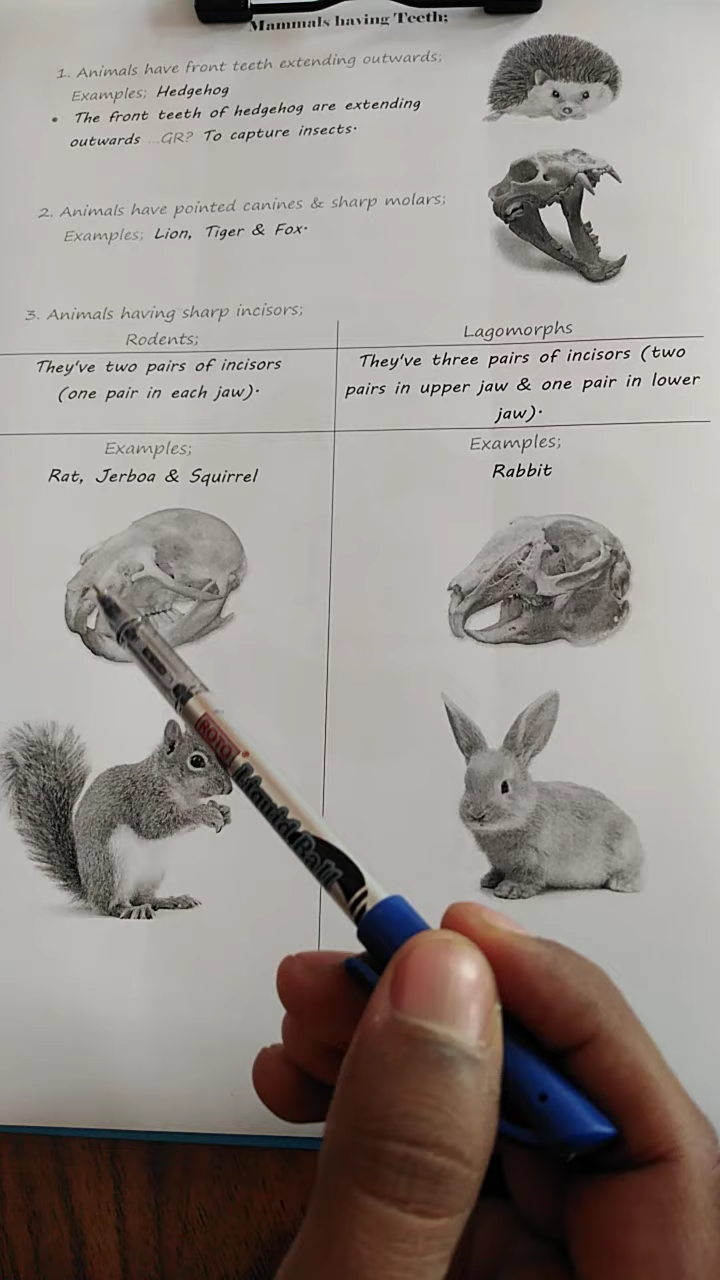 Mammals having Teeth;
1. Animals have front teeth extending outwards;
Examples; Hedgehog
• The front teeth of hedgehog are extending
outwards ...GR? To capture insects.
2. Animals have pointed canines & sharp molars;
Examples; Lion, Tiger & Fox.
3. Animals having sharp incisors;
Rodents;
They've two pairs of incisors
(one pair in each jaw).
Examples;
Rat, Jerboa & Squirrel
Lagomorphs
They've three pairs of incisors (two
pairs in upper jaw & one pair in lower
jaw).
Examples;
Rabbit
ROTO
Liquid Ball